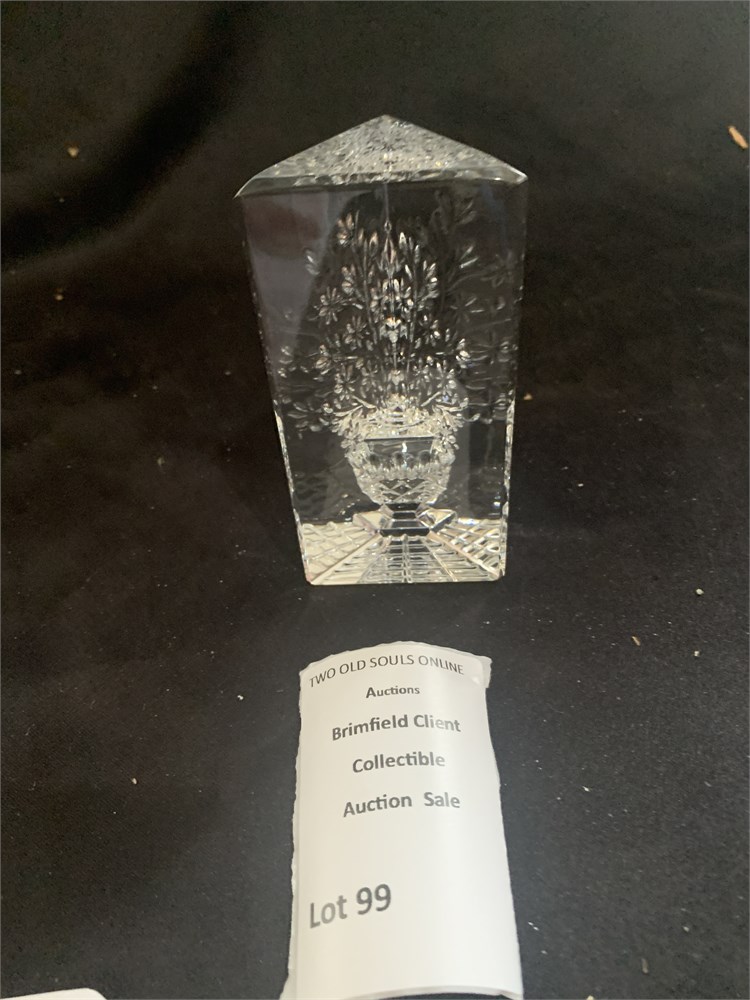 TWO OLD SOULS ONLINE
Auctions
Brimfield Client
Collectible
Auction Sale
Lot 99